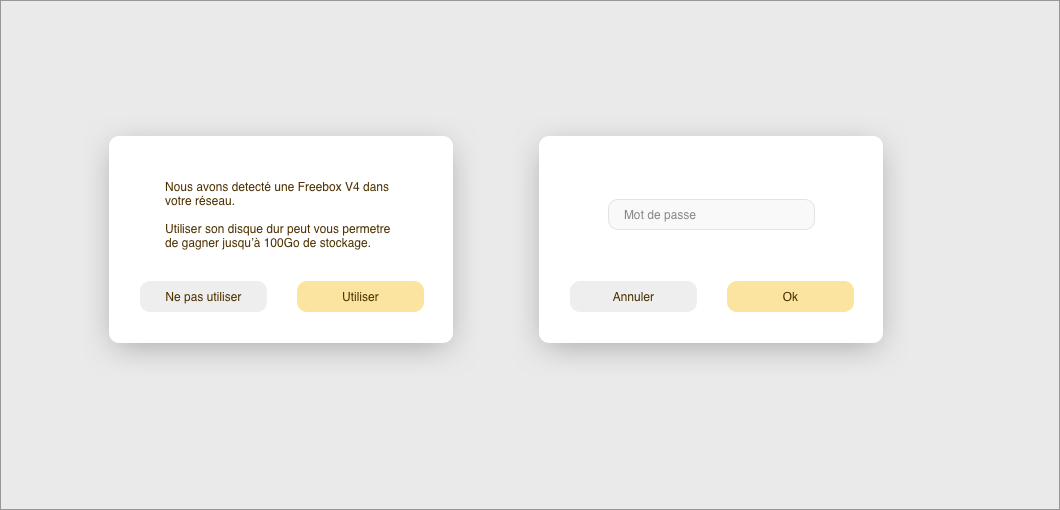 Nous avons detecté une Freebox V4 dans
votre réseau.
Utiliser son disque dur peut vous permetre
de gagner jusqu'à 100Go de stockage.
Ne pas utiliser
Utiliser
Mot de passe
Annuler
Ok